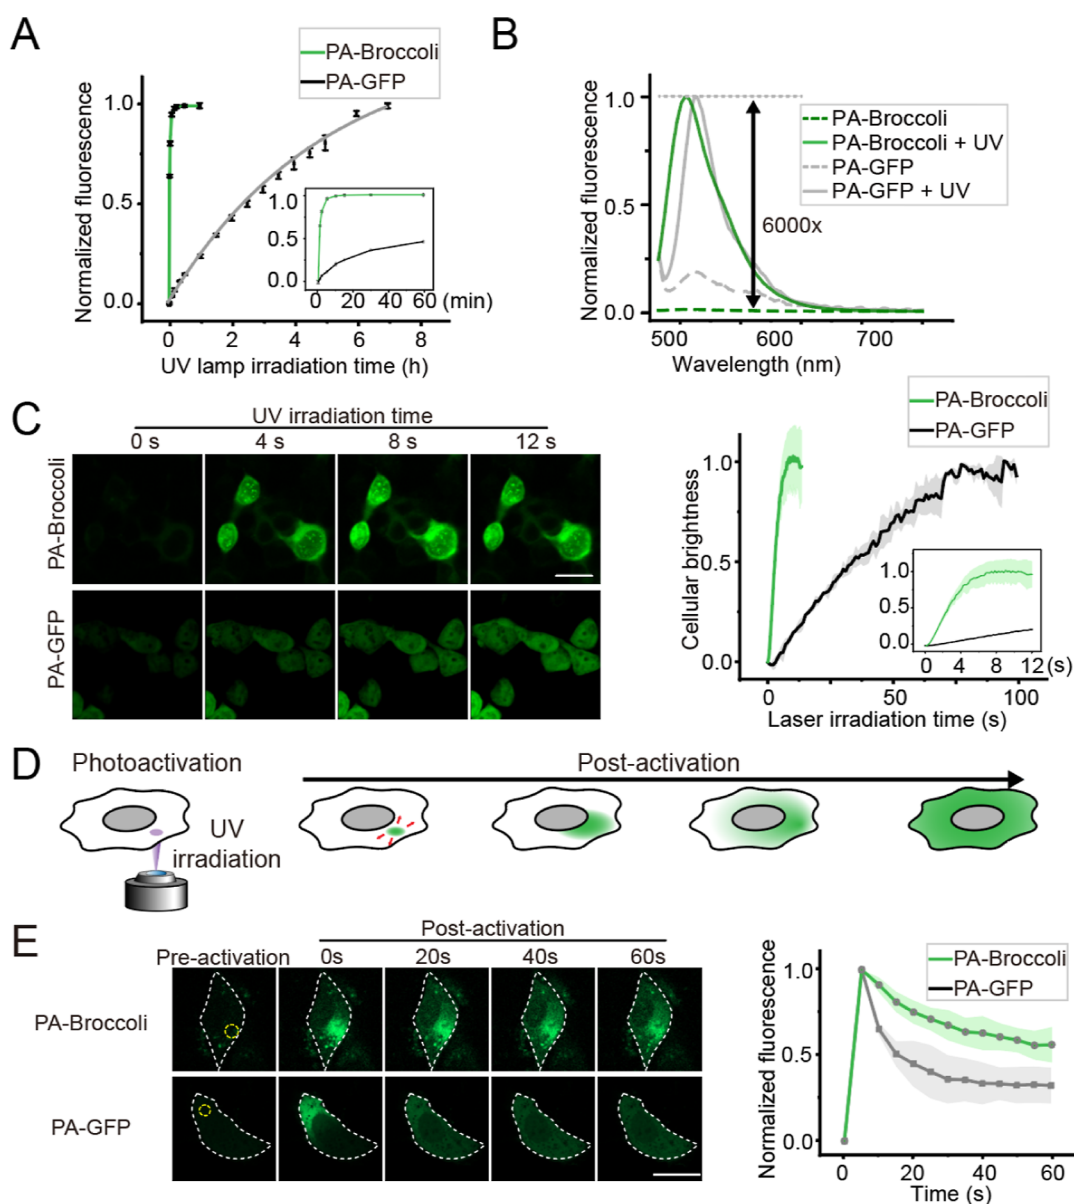 A
PA-Broccoli
PA-GFP
Normalized fluorescence
1.0
0.5
0.0
1.0
0.5
0.0
0 20 40 60 (min)
0 2 4 6 8
UV lamp irradiation time (h)
B
Normalized fluorescence
1.0
0.5
0.0
PA-Broccoli
PA-Broccoli + UV
PA-GFP
PA-GFP + UV
6000x
500 600 700
Wavelength (nm)
C
UV irradiation time
0 s 4 s 8 s 12 s
PA-Broccoli
PA-GFP
PA-Broccoli
PA-GFP
Cellular brightness
1.0
0.5
0.0
1.0
0.5
0.0
0 4 8 12 (s)
0 50 100
Laser irradiation time (s)
D
Photoactivation
Post-activation
UV
irradiation
E
Post-activation
Pre-activation 0s 20s 40s 60s
PA-Broccoli
PA-GFP
PA-Broccoli
PA-GFP
Normalized fluorescence
1.0
0.5
0.0
0 20 40 60
Time (s)